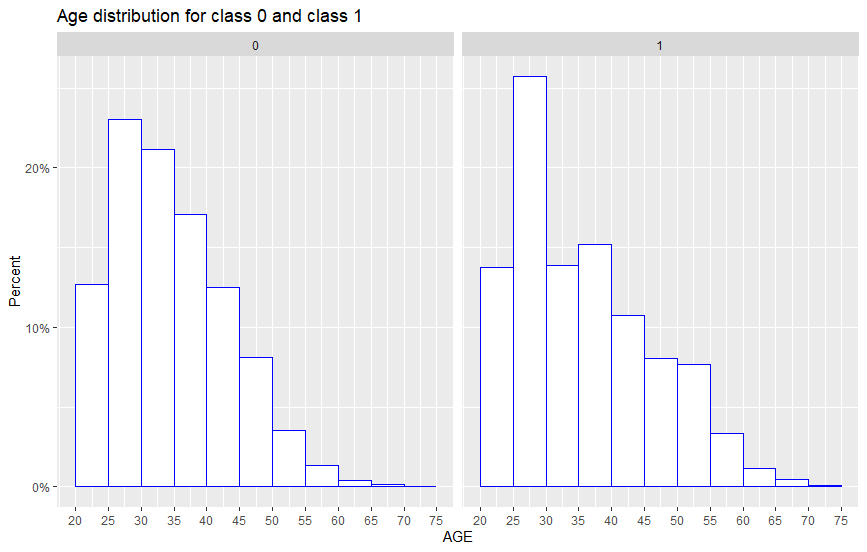 Age distribution for class 0 and class 1
0 1
20%
10%
0%
Percent
20 25 30 35 40 45 50 55 60 65 70 75 20 25 30 35 40 45 50 55 60 65 70 75
AGE